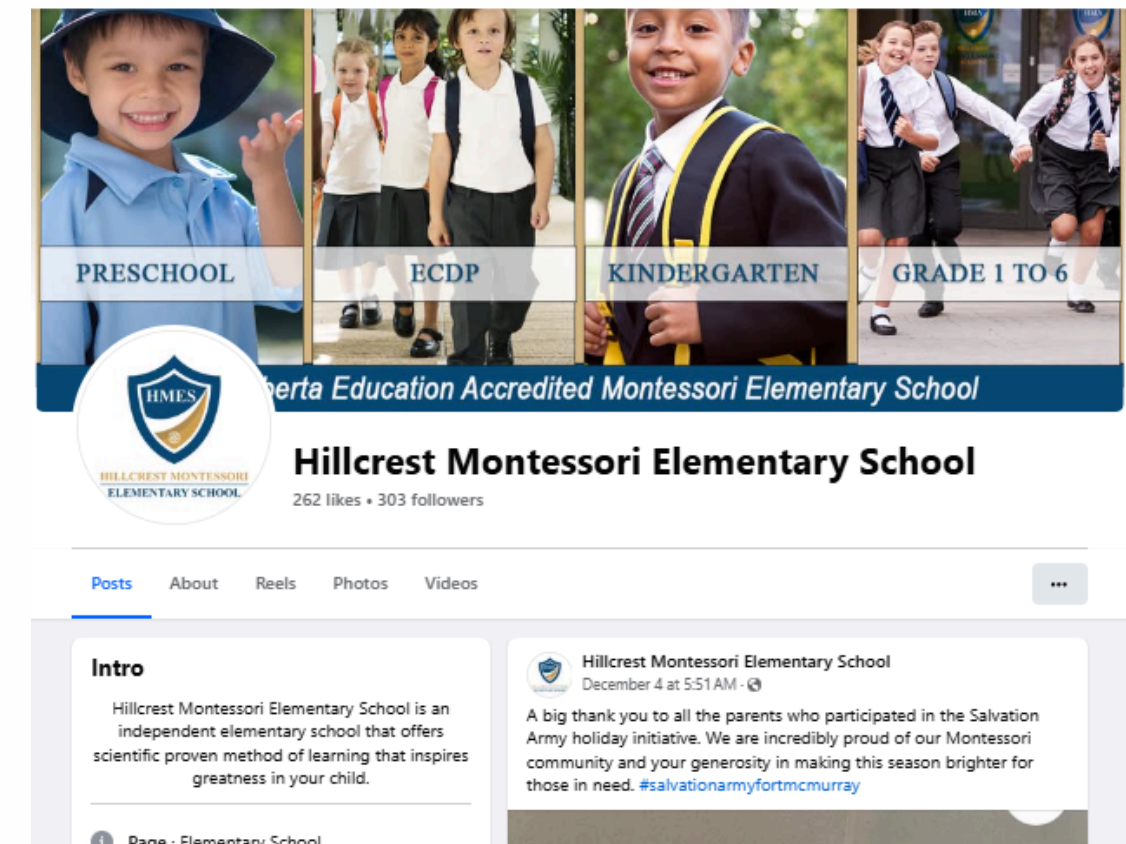 PRESCHOOL
ECDP
KINDERGARTEN
GRADE 1 TO 6
Education Accredited Montessori Elementary School
HMES
HILLCREST MONTESSORI
ELEMENTARY SCHOOL
Hillcrest Montessori Elementary School
262 likes • 303 followers
Posts
About
Reels
Photos
Videos
Intro
Hillcrest Montessori Elementary School is an
independent elementary school that offers
scientific proven method of learning that inspires
greatness in your child.
Page · Elementary School
Hillcrest Montessori Elementary School
December 4 at 5:51 AM ·
A big thank you to all the parents who participated in the Salvation
Army holiday initiative. We are incredibly proud of our Montessori
community and your generosity in making this season brighter for
those in need. #salvationarmyfortmcmurray